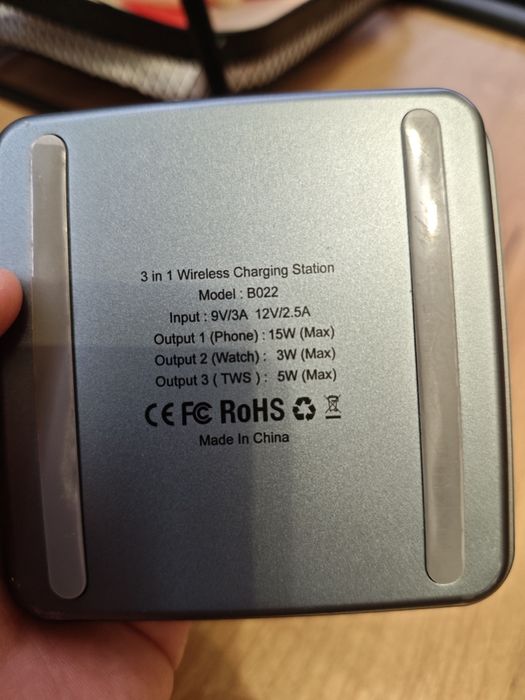 3 in 1 Wireless Charging Station
Model : B022
Input : 9V/3A 12V/2.5A
Output 1 (Phone) : 15W (Max)
Output 2 (Watch) : 3W (Max)
Output 3 ( TWS ) : 5W (Max)
CE FC RoHS
Made In China